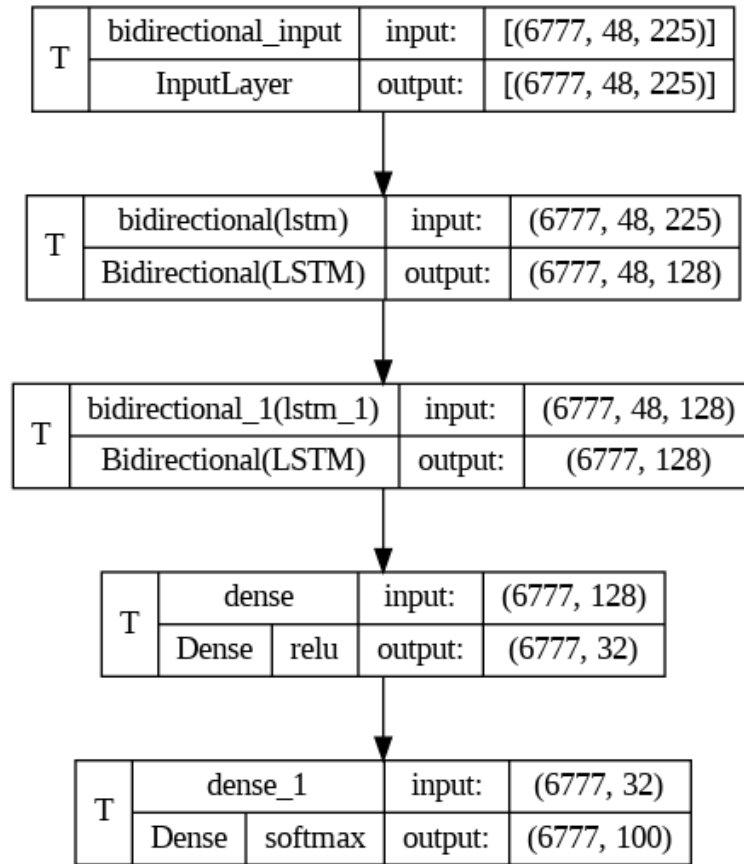 T bidirectional_input input: [(6777, 48, 225)]
InputLayer output: [(6777, 48, 225)]
T bidirectional(lstm) input: (6777, 48, 225)
Bidirectional(LSTM) output: (6777, 48, 128)
T bidirectional_1(lstm_1) input: (6777, 48, 128)
Bidirectional(LSTM) output: (6777, 128)
T dense input: (6777, 128)
Dense relu output: (6777, 32)
T dense_1 input: (6777, 32)
Dense softmax output: (6777, 100)